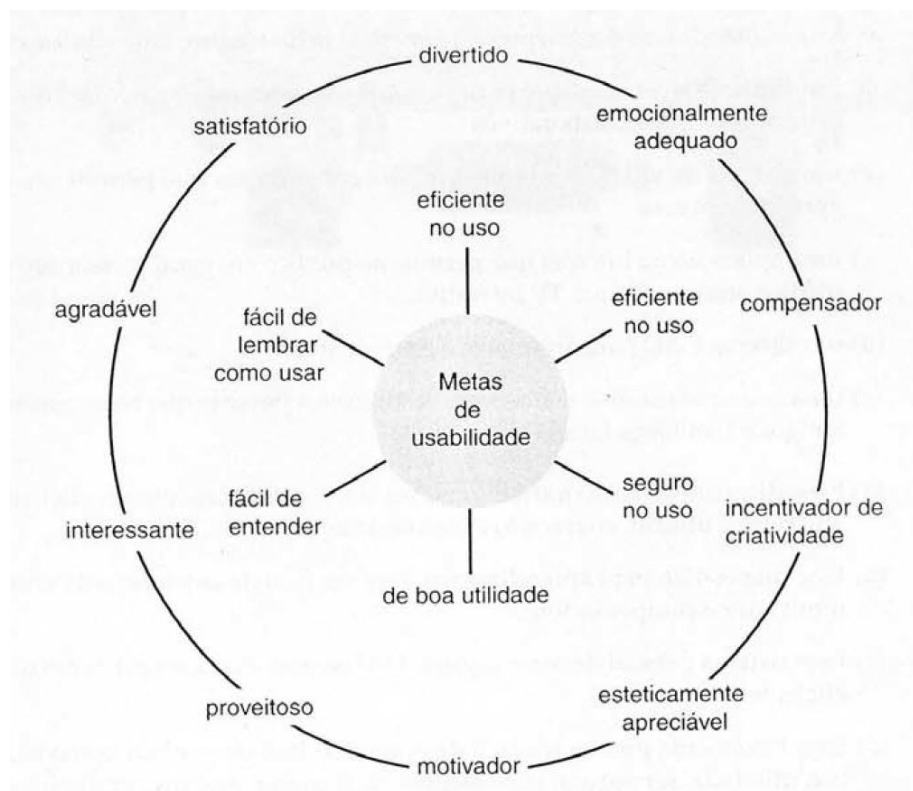 divertido
satisfatório
emocionalmente
adequado
eficiente
no uso
agradável
fácil de
lembrar
como usar
eficiente
no uso
compensador
Metas
de
usabilidade
interessante
fácil de
entender
seguro
no uso
incentivador de
criatividade
de boa utilidade
proveitoso
esteticamente
apreciável
motivador